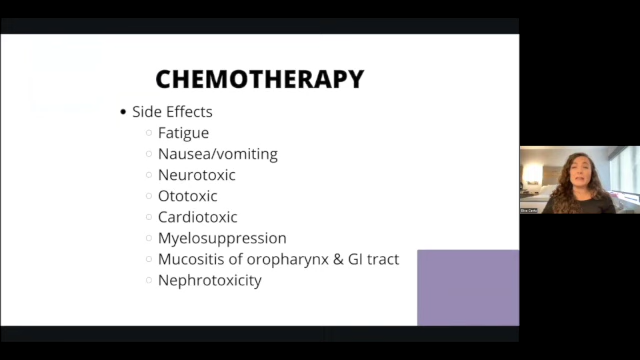 CHEMOTHERAPY
• Side Effects
○ Fatigue
○ Nausea/vomiting
○ Neurotoxic
○ Ototoxic
○ Cardiotoxic
○ Myelosuppression
○ Mucositis of oropharynx & GI tract
○ Nephrotoxicity